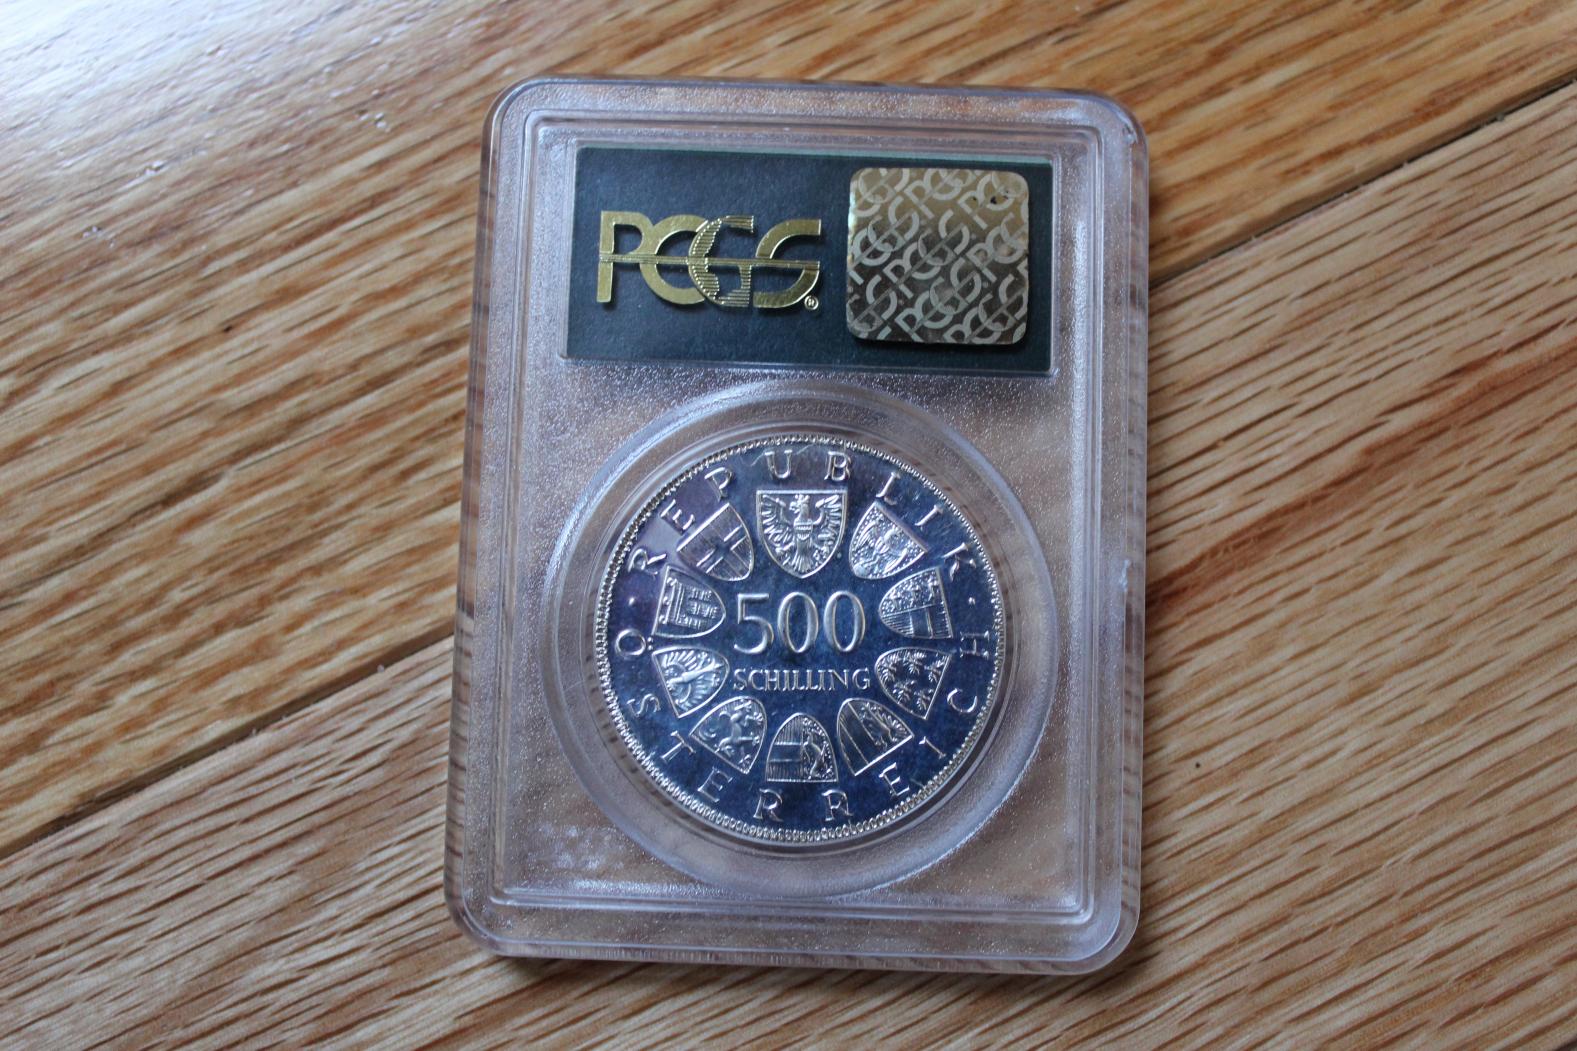 PCGS®
REPUBLIK · ÖSTERREICH ·
500
SCHILLING